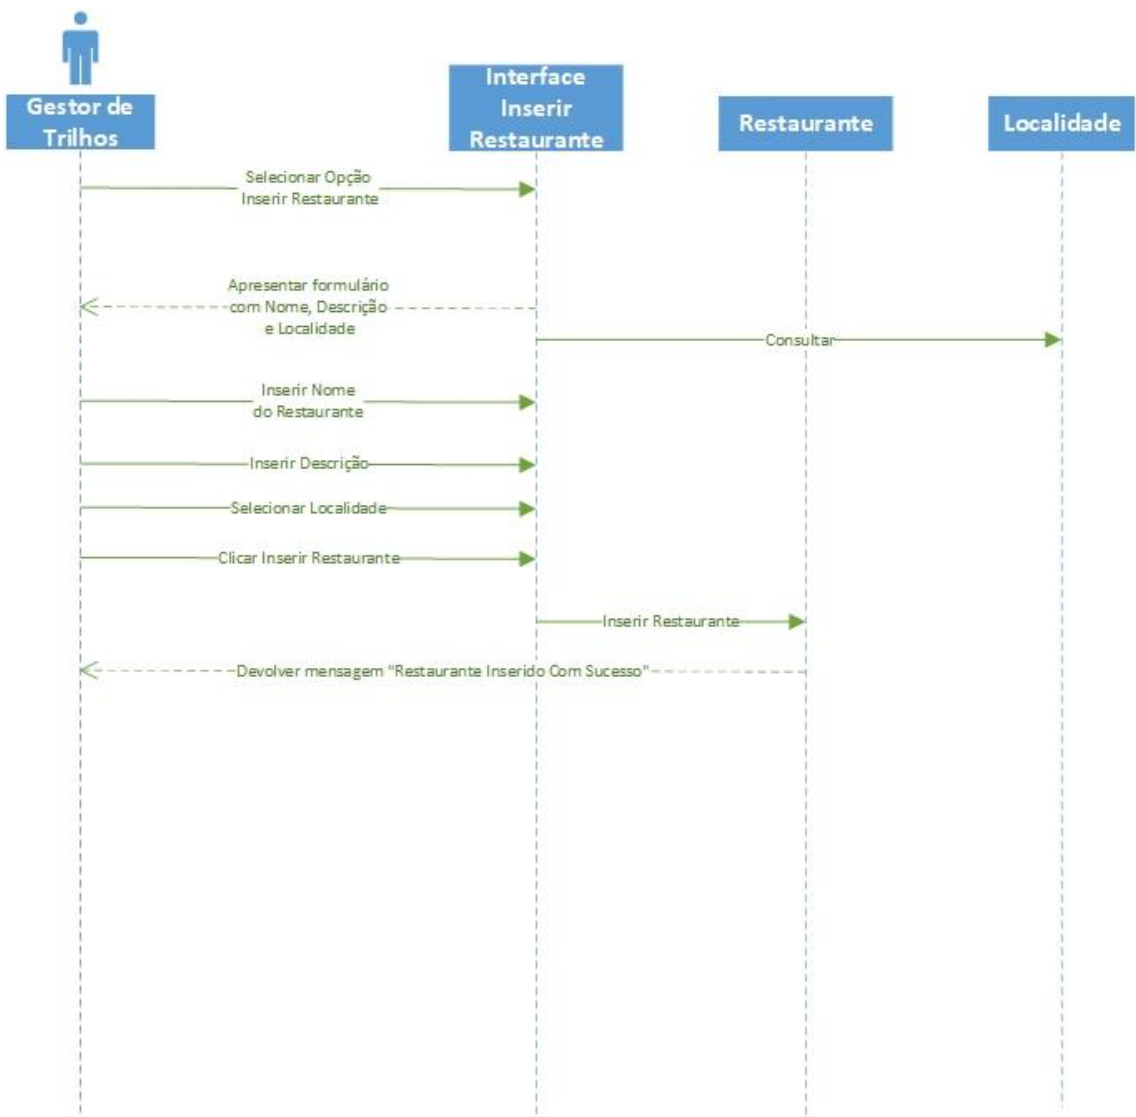 Gestor de
Trilhos
Interface
Inserir
Restaurante
Restaurante
Localidade
Selecionar Opção
Inserir Restaurante
Apresentar formulário
com Nome, Descrição
e Localidade
Consultar
Inserir Nome
do Restaurante
Inserir Descrição
Selecionar Localidade
Clicar Inserir Restaurante
Inserir Restaurante
Devolver mensagem "Restaurante Inserido Com Sucesso"